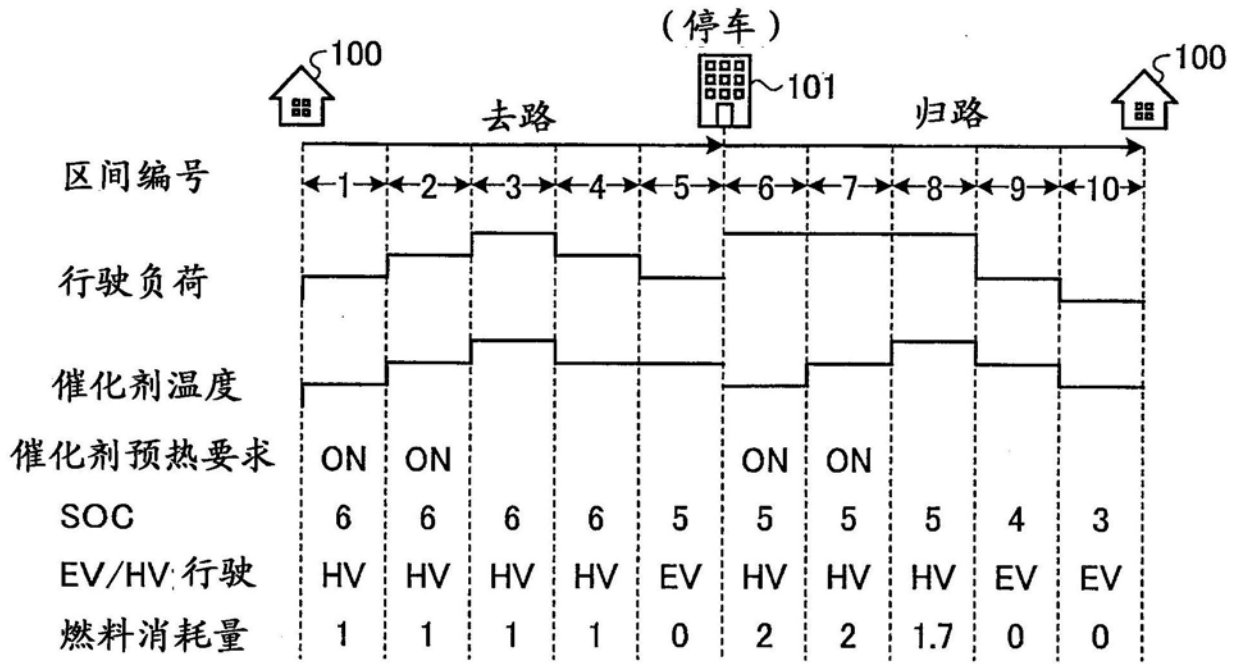 （停车）
100
101
100
去路
归路
区间编号 1 2 3 4 5 6 7 8 9 10
行驶负荷
催化剂温度
催化剂预热要求 ON ON ON ON
SOC 6 6 6 6 5 5 5 5 4 3
EV/HV行驶 HV HV HV HV EV HV HV HV EV EV
燃料消耗量 1 1 1 1 0 2 2 1.7 0 0